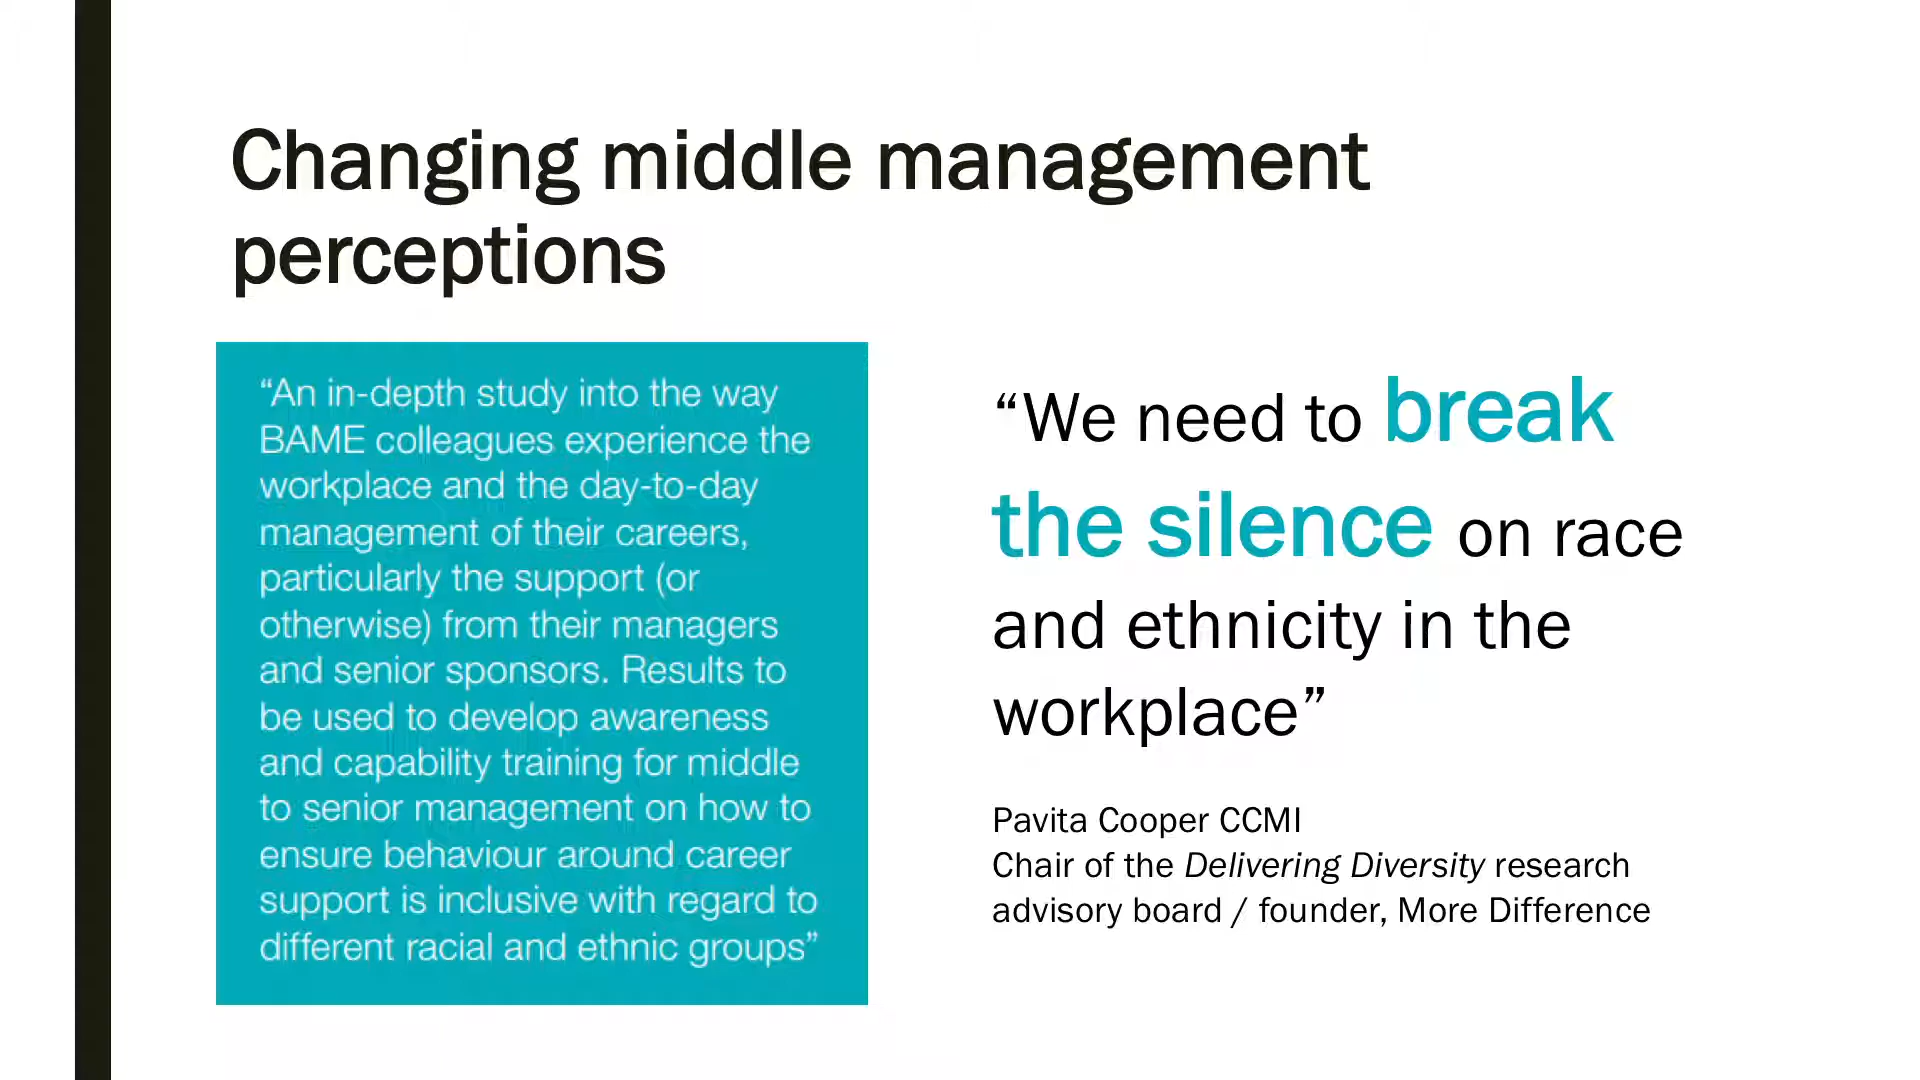 Changing middle management
perceptions
“An in-depth study into the way
BAME colleagues experience the
workplace and the day-to-day
management of their careers,
particularly the support (or
otherwise) from their managers
and senior sponsors. Results to
be used to develop awareness
and capability training for middle
to senior management on how to
ensure behaviour around career
support is inclusive with regard to
different racial and ethnic groups”
“We need to break
the silence on race
and ethnicity in the
workplace”
Pavita Cooper CCMI
Chair of the Delivering Diversity research
advisory board / founder, More Difference